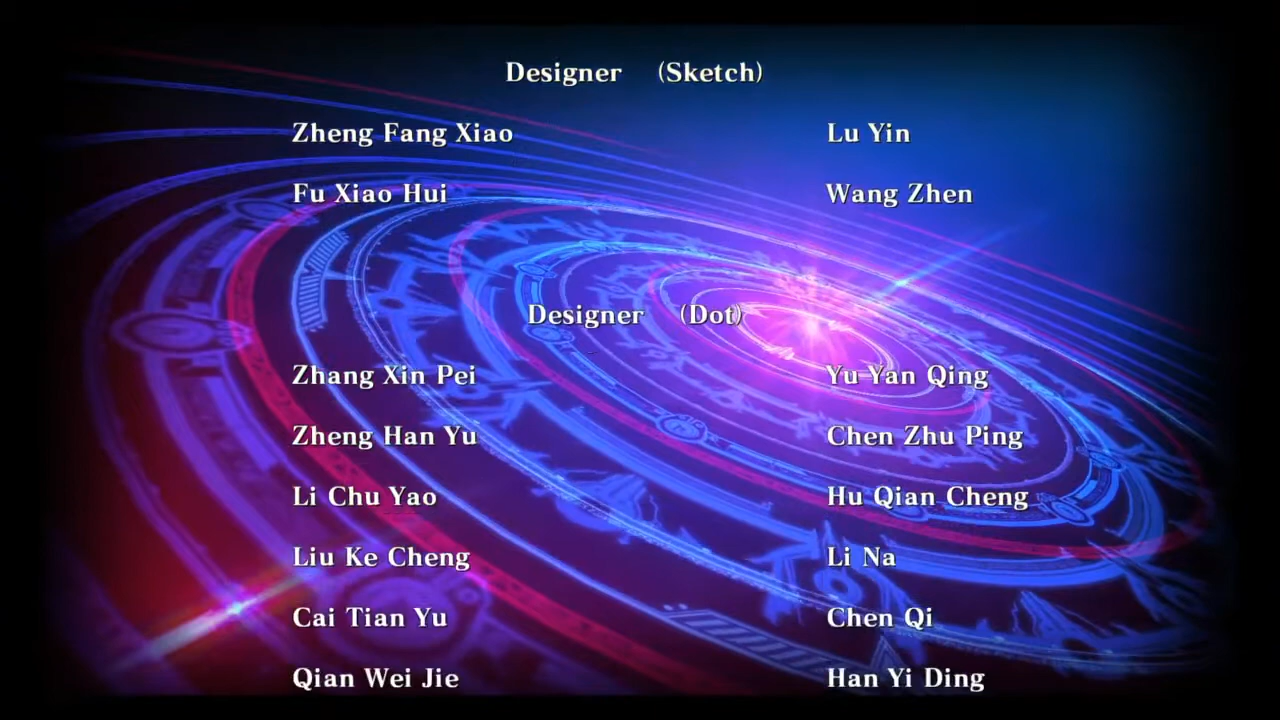 Designer (Sketch)
Zheng Fang Xiao Lu Yin
Fu Xiao Hui Wang Zhen
Designer (Dot)
Zhang Xin Pei Yu Yan Qing
Zheng Han Yu Chen Zhu Ping
Li Chu Yao Hu Qian Cheng
Liu Ke Cheng Li Na
Cai Tian Yu Chen Qi
Qian Wei Jie Han Yi Ding